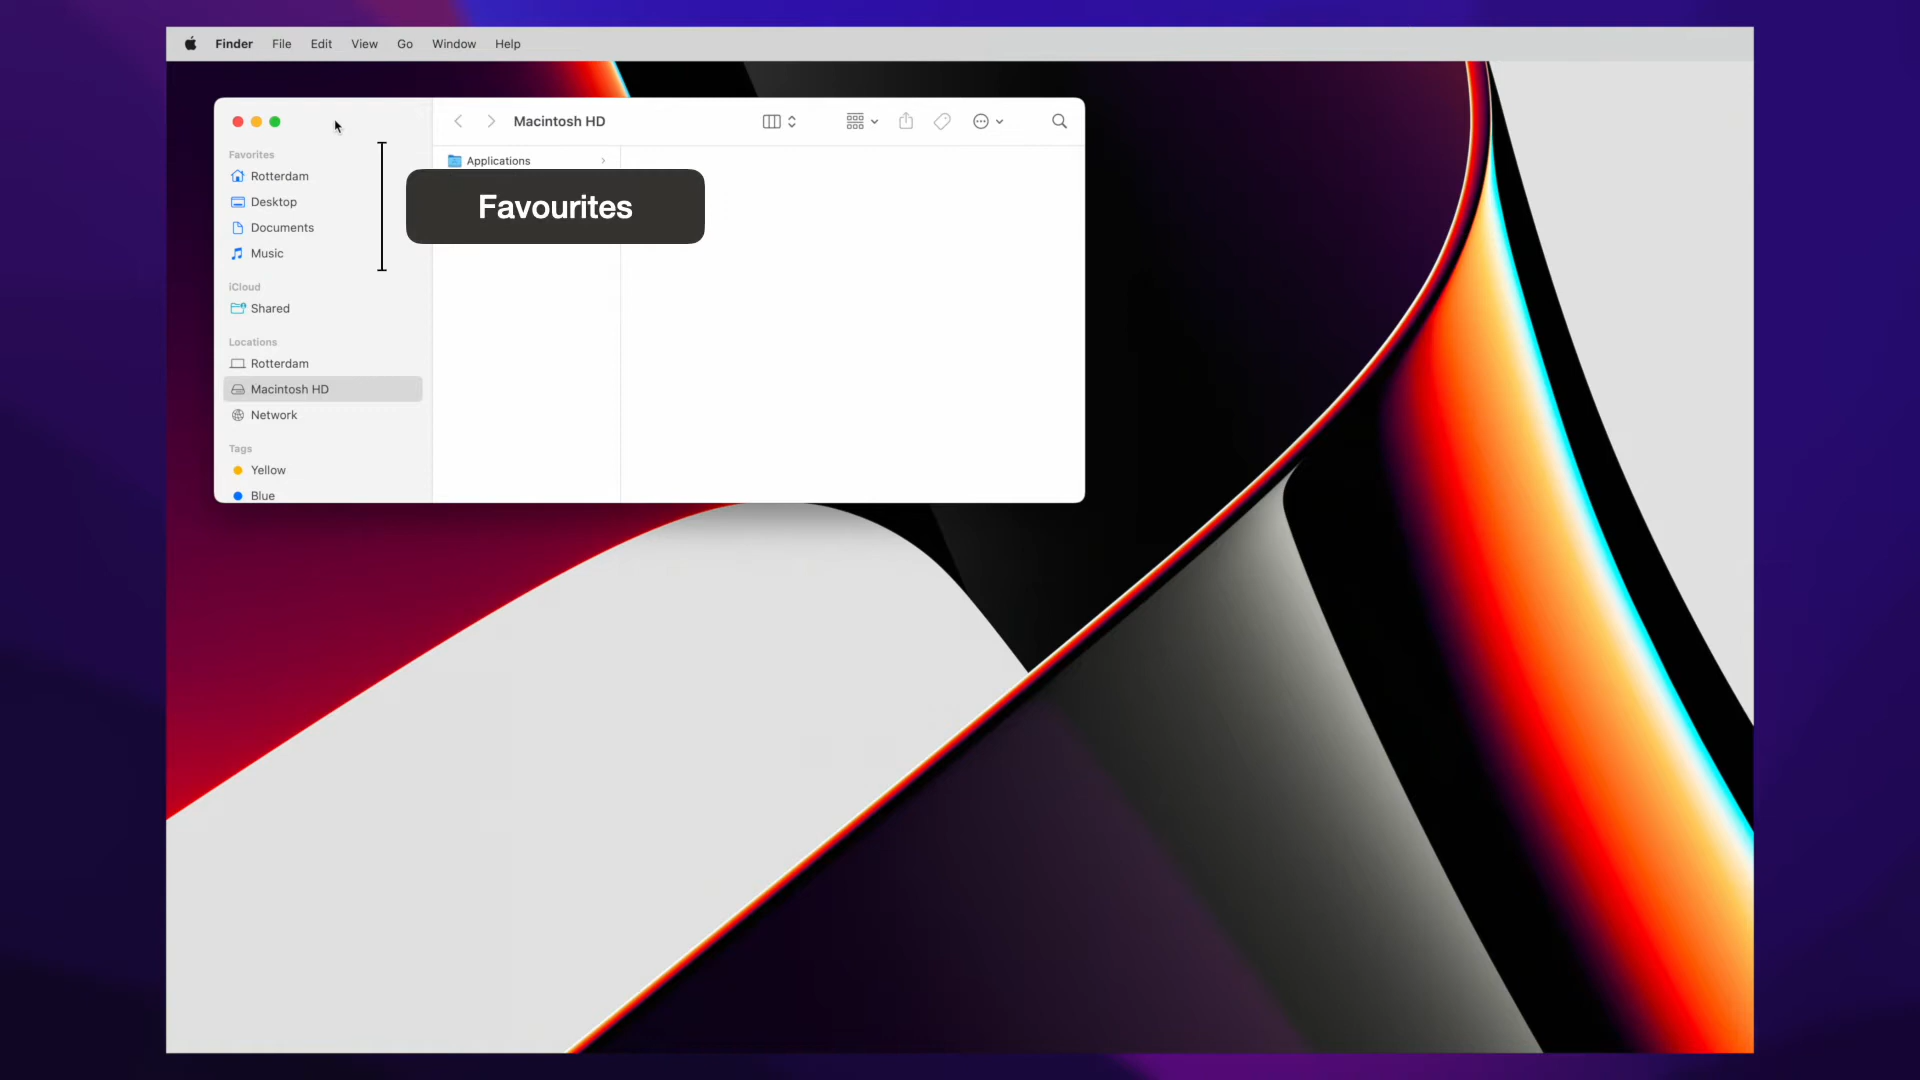 Finder File Edit View Go Window Help
Macintosh HD
Favorites
Rotterdam
Desktop
Documents
Music
iCloud
Shared
Locations
Rotterdam
Macintosh HD
Network
Tags
Yellow
Blue
Applications
Favourites